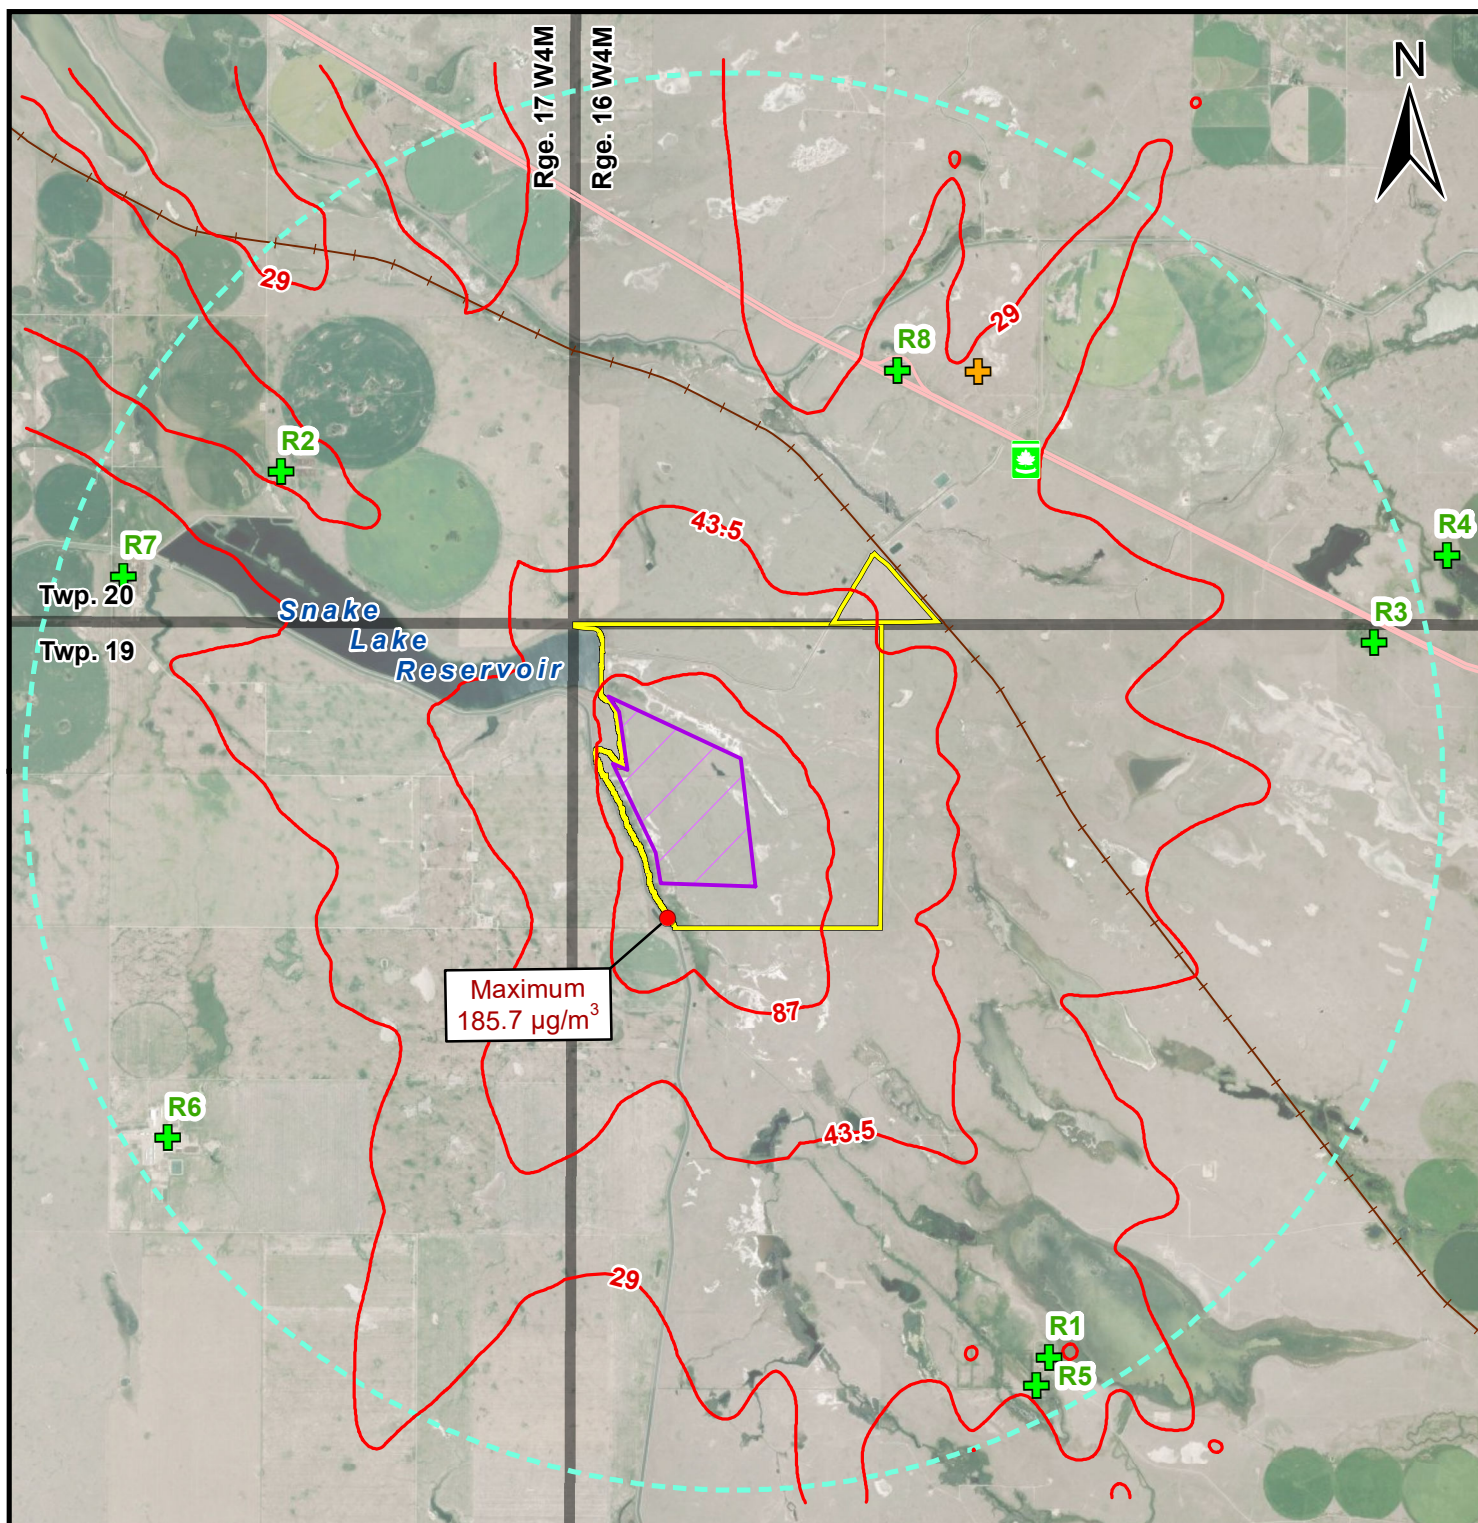 Rge. 17 W4M
Rge. 16 W4M
N
29
29
R8
R2
43.5
R4
R7
Twp. 20
Snake
R3
Twp. 19
Lake
Reservoir
Maximum
185.7 µg/m³
87
R6
43.5
29
R1
R5